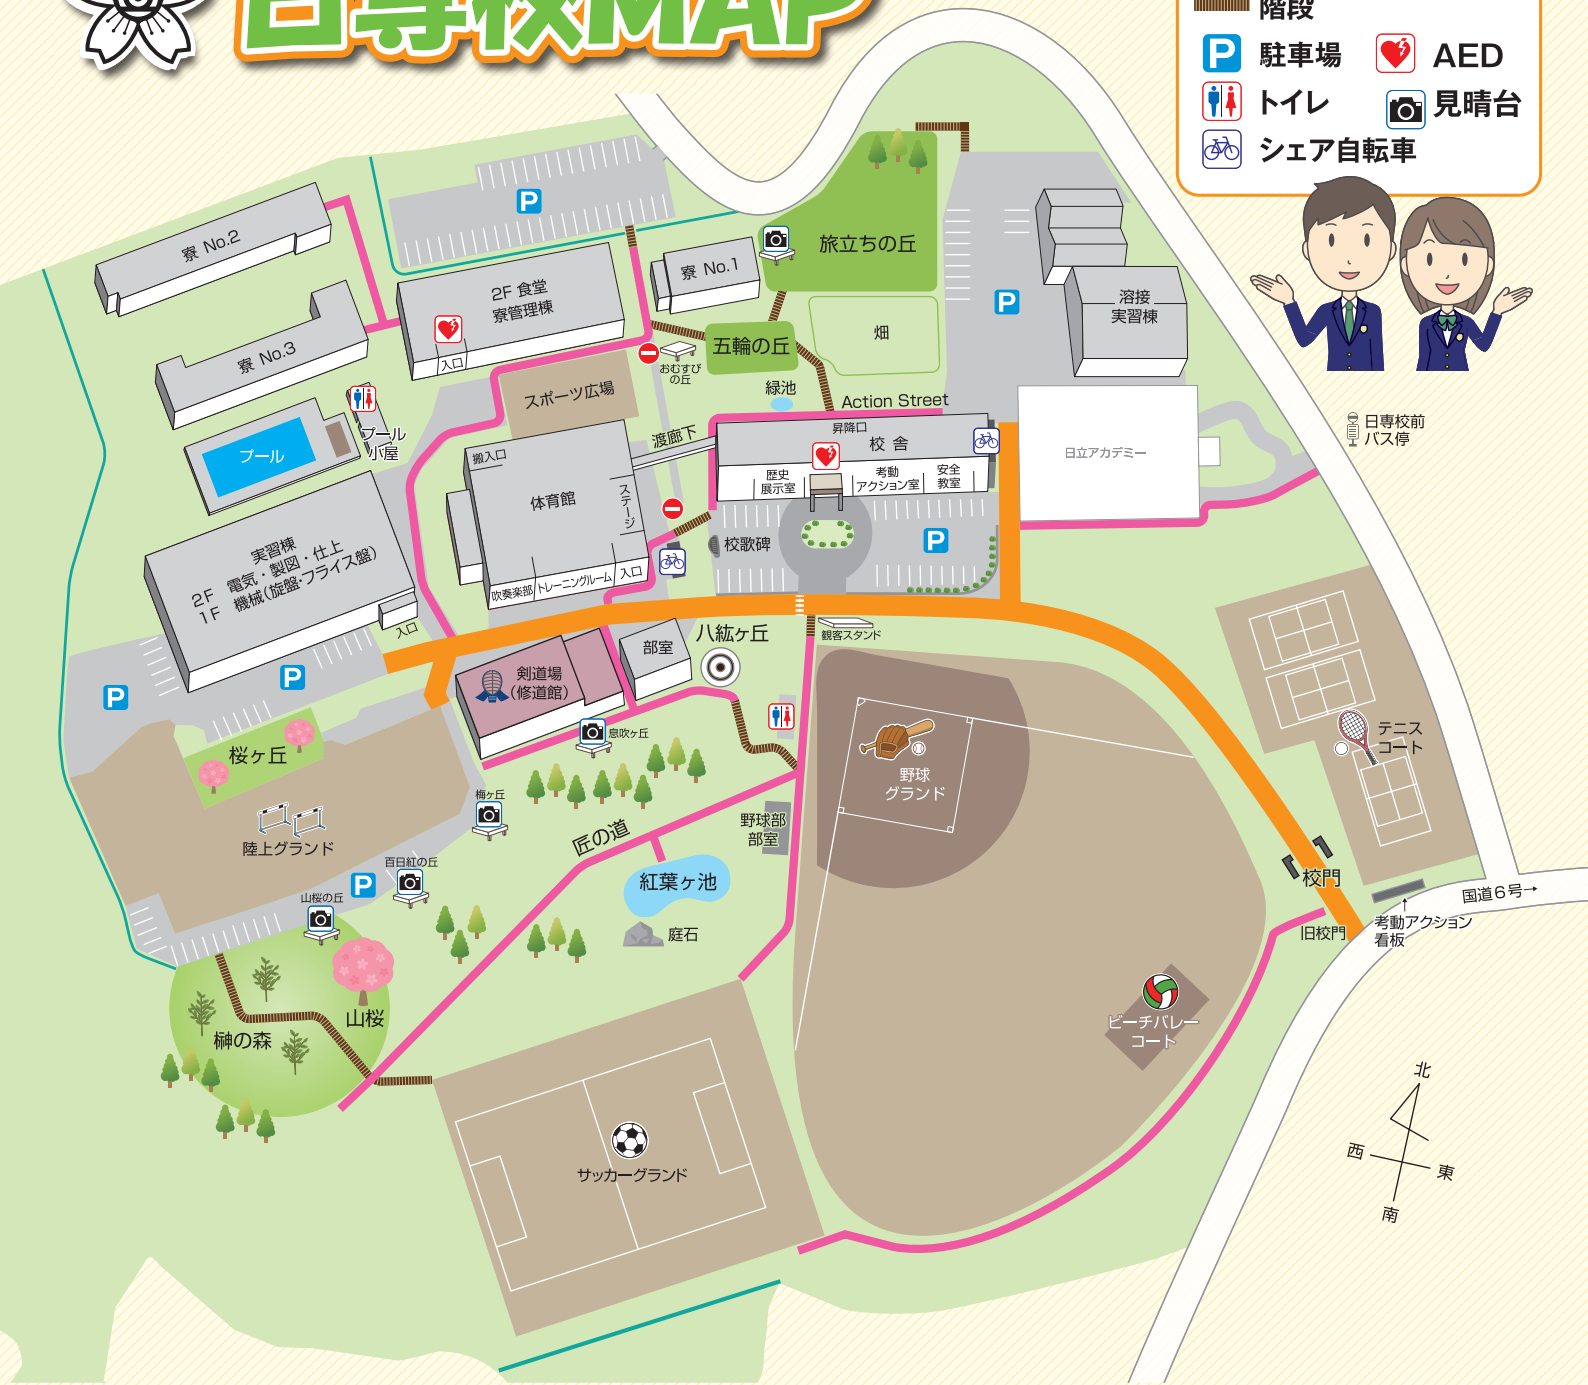 日専校MAP
階段
P 駐車場
AED
トイレ
見晴台
シェア自転車
寮 No.2
P
旅立ちの丘
寮 No.1
2F 食堂
寮管理棟
入口
P
溶接
実習棟
寮 No.3
五輪の丘
畑
おむすび
の丘
スポーツ広場
緑池
Action Street
プール
小屋
プール
渡廊下
昇降口
校 舎
歴史
展示室
考動
アクション室
安全
教室
日立アカデミー
日専校前
バス停
搬入口
体育館
ステージ
吹奏楽部
トレーニングルーム
入口
校歌碑
P
実習棟
2F 電気・製図・仕上
1F 機械(旋盤・フライス盤)
入口
八紘ヶ丘
観客スタンド
部室
剣道場
(修道館)
P
P
息吹ヶ丘
桜ヶ丘
梅ヶ丘
陸上グランド
野球
グランド
テニス
コート
匠の道
野球部
部室
百日紅の丘
P
山桜の丘
紅葉ヶ池
庭石
校門
国道6号→
旧校門
考動アクション
看板
山桜
榊の森
ビーチバレー
コート
サッカーグランド
北
西
東
南